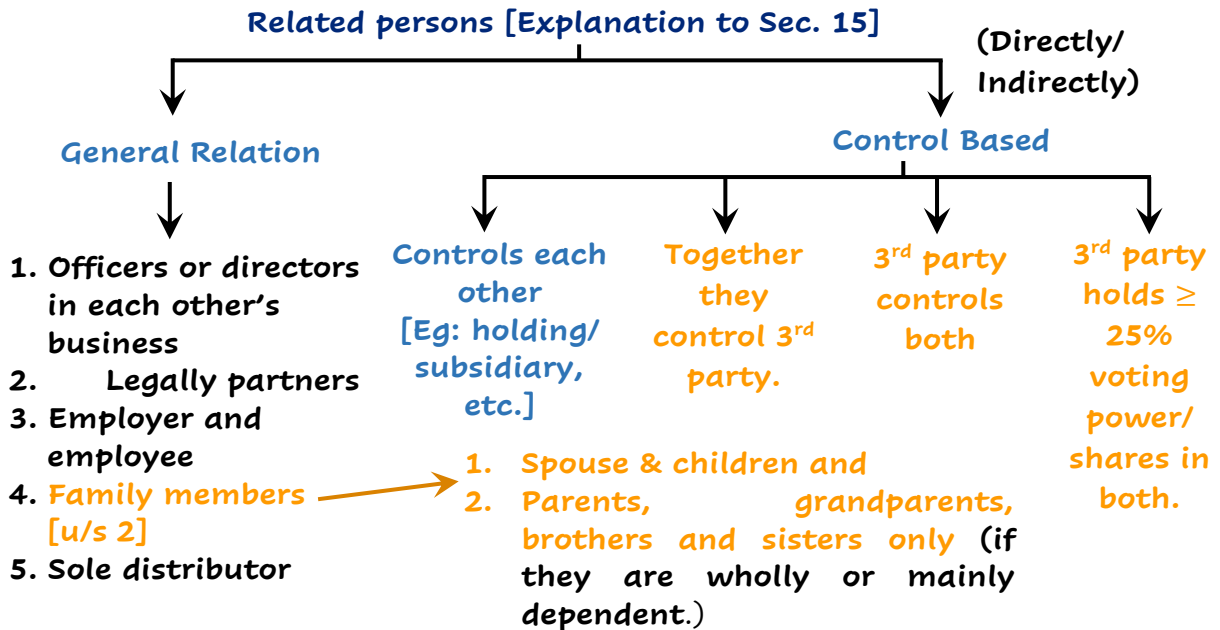 Related persons [Explanation to Sec. 15]
(Directly/
Indirectly)
General Relation
Control Based
1. Officers or directors
in each other's
business
2. Legally partners
3. Employer and
employee
4. Family members
[u/s 2]
5. Sole distributor
Controls each
other
[Eg: holding/
subsidiary,
etc.]
Together
they
control 3rd
party.
3rd party
controls
both
3rd party
holds ≥
25%
voting
power/
shares in
both.
1. Spouse & children and
2. Parents, grandparents,
brothers and sisters only (if
they are wholly or mainly
dependent.)